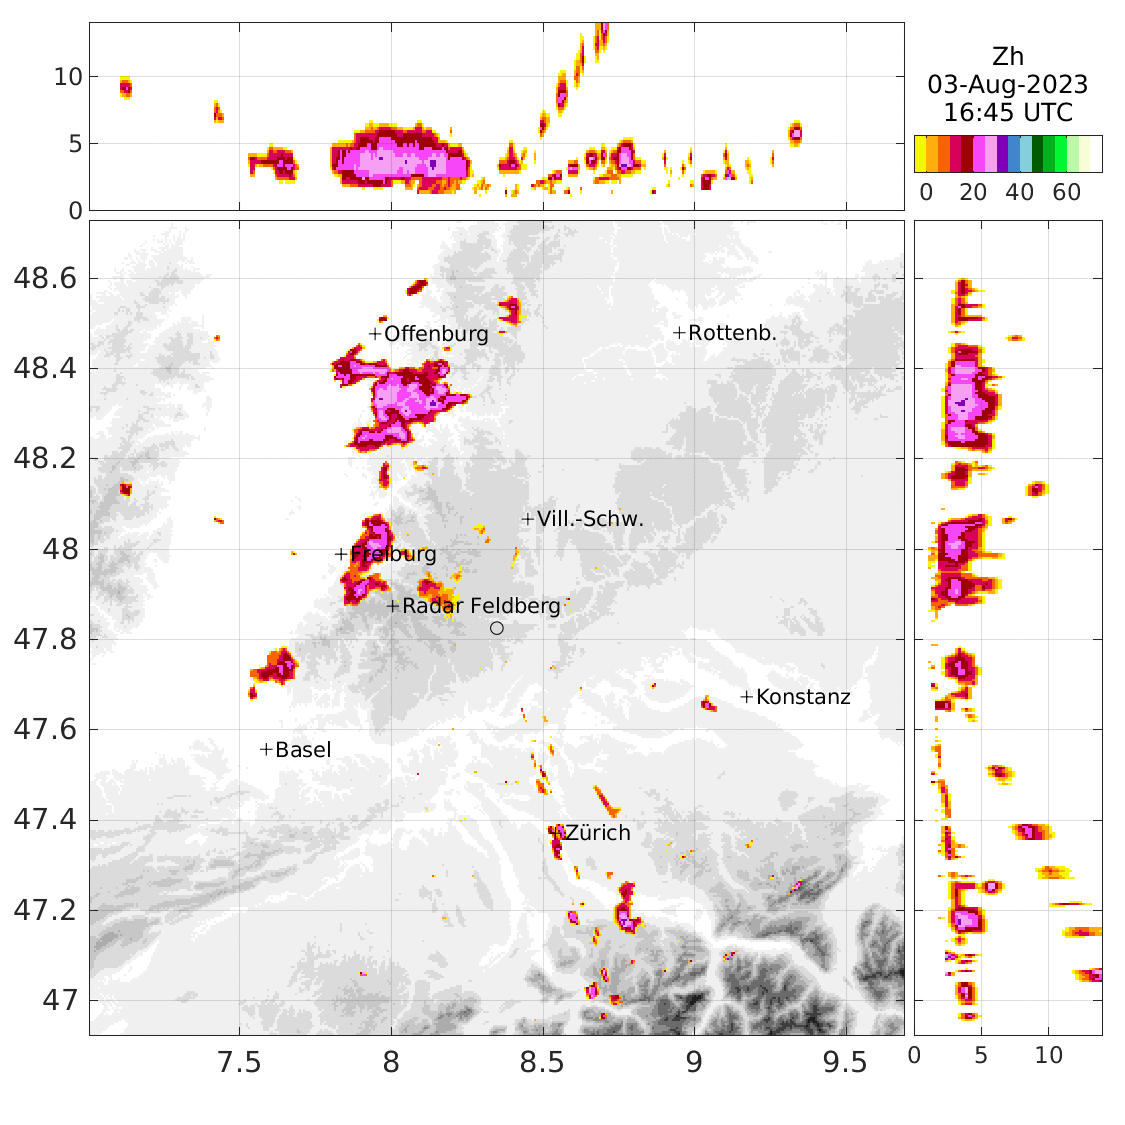 10
5
0
Zh
03-Aug-2023
16:45 UTC
0 20 40 60
48.6
48.4
48.2
48
47.8
47.6
47.4
47.2
47
+Offenburg
+Rottenb.
+Vill.-Schw.
+Freiburg
+Radar Feldberg
+Konstanz
+Basel
+Zürich
7.5 8 8.5 9 9.5
0 5 10